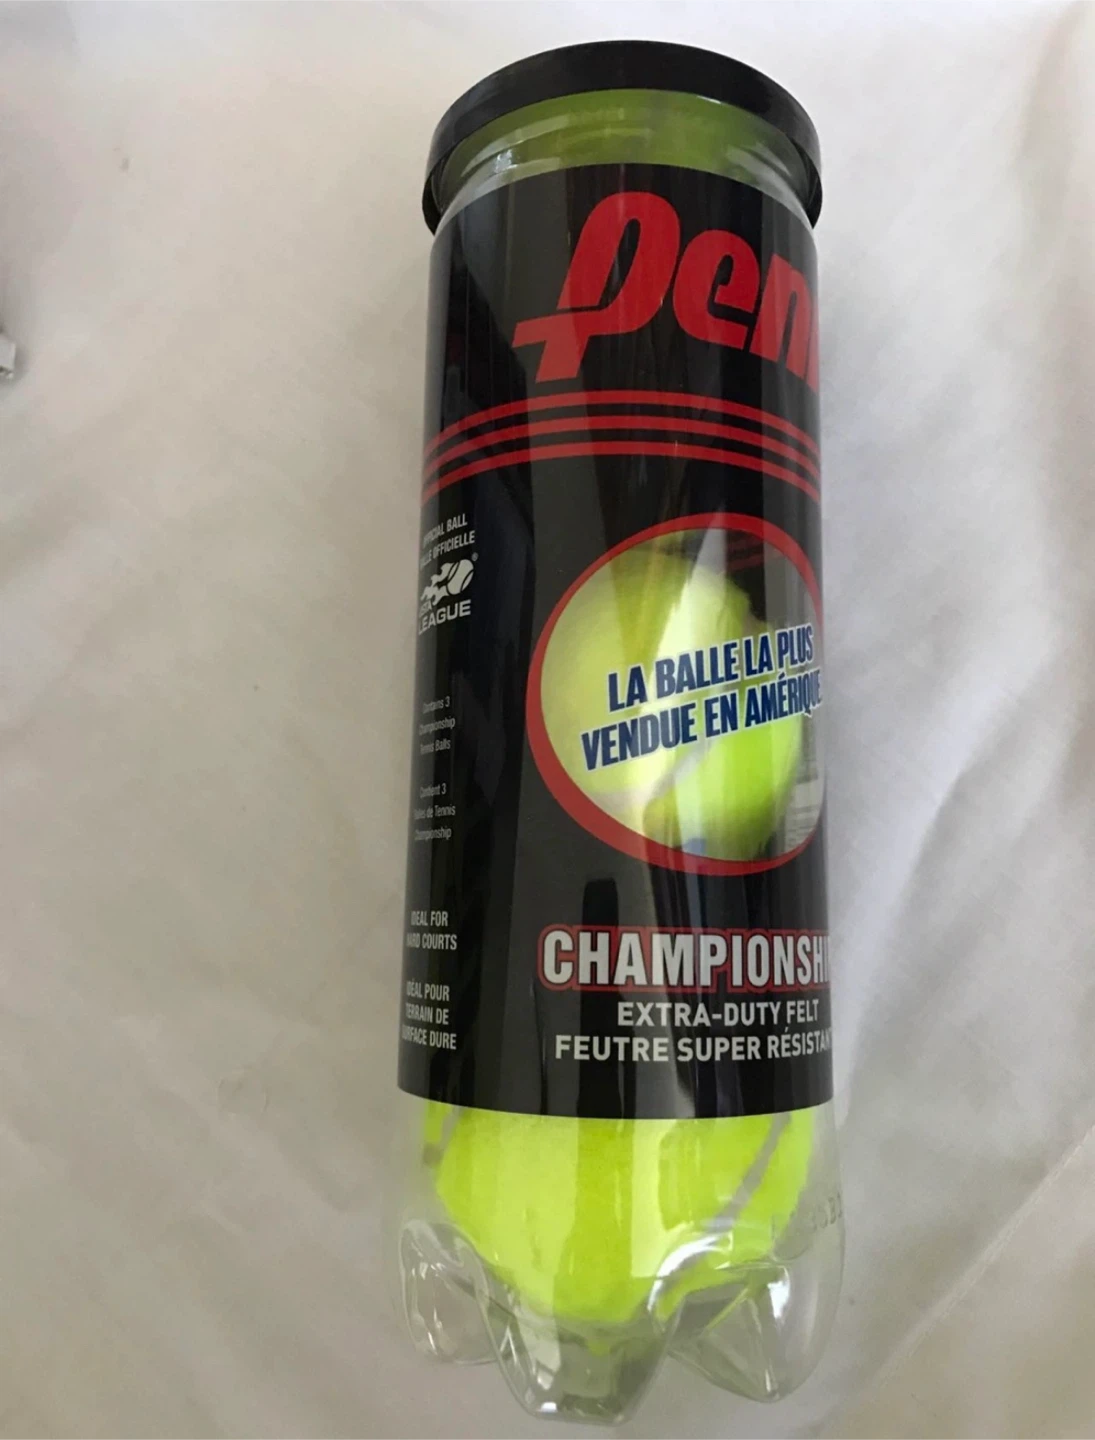 Penn
OFFICIAL BALL
BALLE OFFICIELLE
USTA
LEAGUE
Contains 3
Championship
Tennis Balls
Contient 3
Balles de Tennis
Championship
IDEAL FOR
HARD COURTS
IDÉAL POUR
TERRAIN DE
SURFACE DURE
LA BALLE LA PLUS
VENDUE EN AMÉRIQUE
CHAMPIONSHI
EXTRA-DUTY FELT
FEUTRE SUPER RÉSISTAN